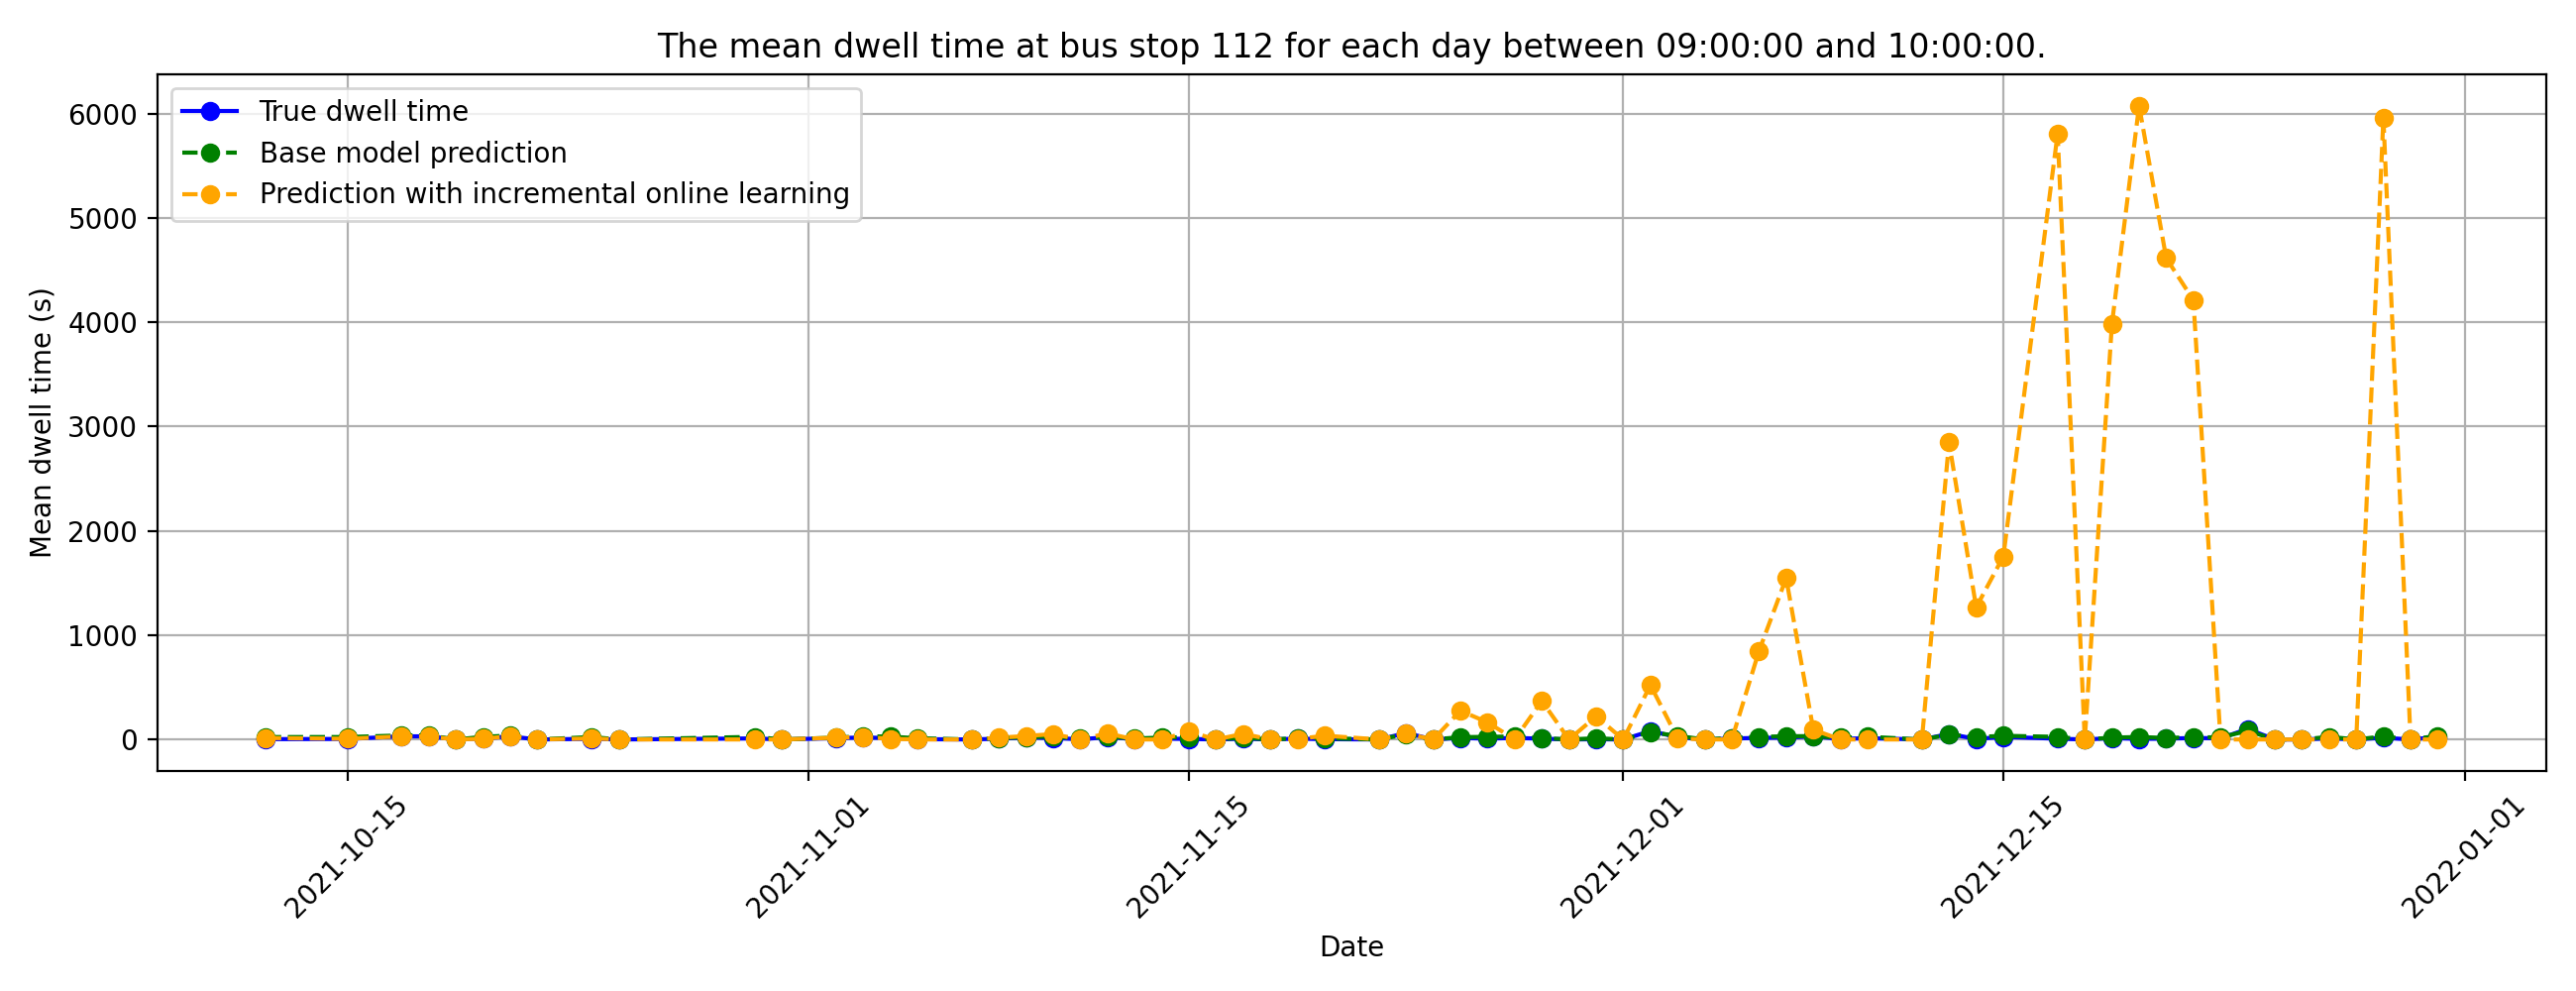 The mean dwell time at bus stop 112 for each day between 09:00:00 and 10:00:00.
True dwell time
Base model prediction
Prediction with incremental online learning
Mean dwell time (s)
6000
5000
4000
3000
2000
1000
0
2021-10-15
2021-11-01
2021-11-15
2021-12-01
2021-12-15
2022-01-01
Date